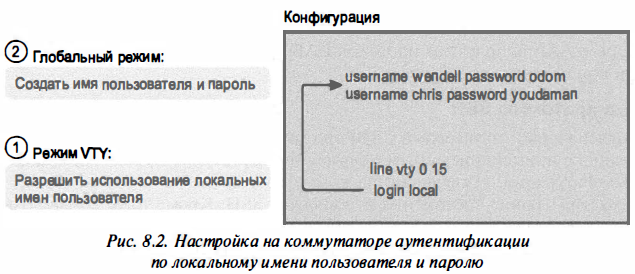 Конфигурация
2 Глобальный режим:
Создать имя пользователя и пароль
username wendell password odom
username chris password youdaman
1 Режим VTY:
Разрешить использование локальных
имен пользователя
line vty 0 15
login local
Рис. 8.2. Настройка на коммутаторе аутентификации
по локальному имени пользователя и паролю